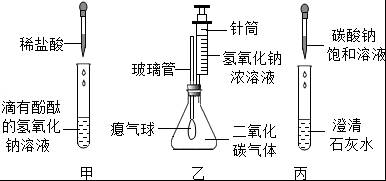 稀盐酸
滴有酚酞
的氢氧化
钠溶液
甲
针筒
玻璃管
氢氧化钠
浓溶液
瘪气球
二氧化
碳气体
乙
碳酸钠
饱和溶液
澄清
石灰水
丙